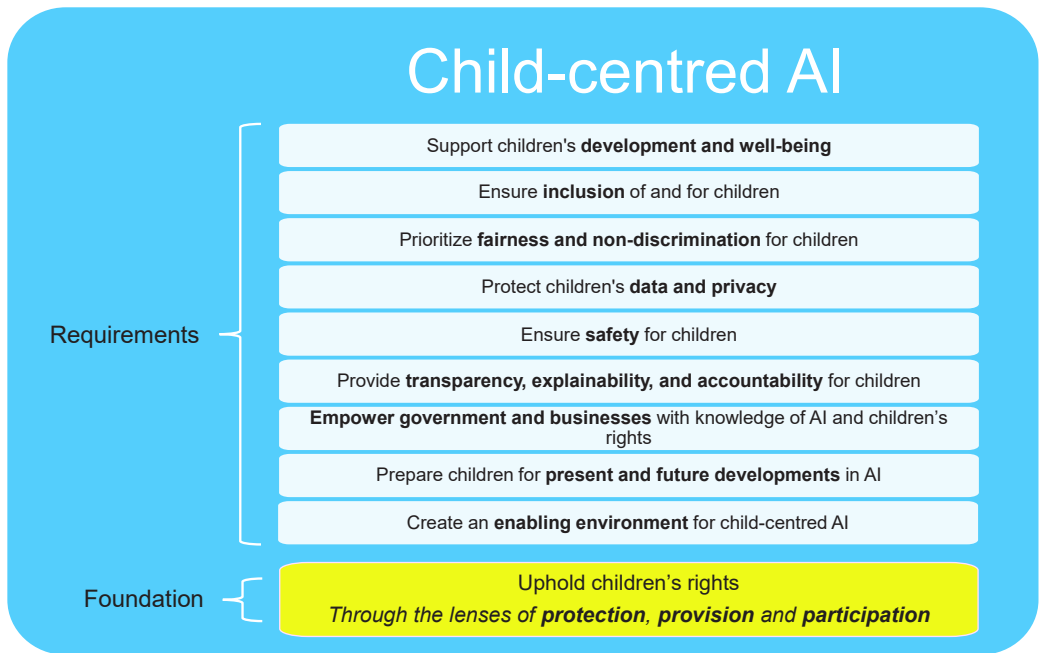 Child-centred AI
Support children's development and well-being
Ensure inclusion of and for children
Prioritize fairness and non-discrimination for children
Protect children's data and privacy
Requirements
Ensure safety for children
Provide transparency, explainability, and accountability for children
Empower government and businesses with knowledge of AI and children’s
rights
Prepare children for present and future developments in AI
Create an enabling environment for child-centred AI
Foundation
Uphold children’s rights
Through the lenses of protection, provision and participation